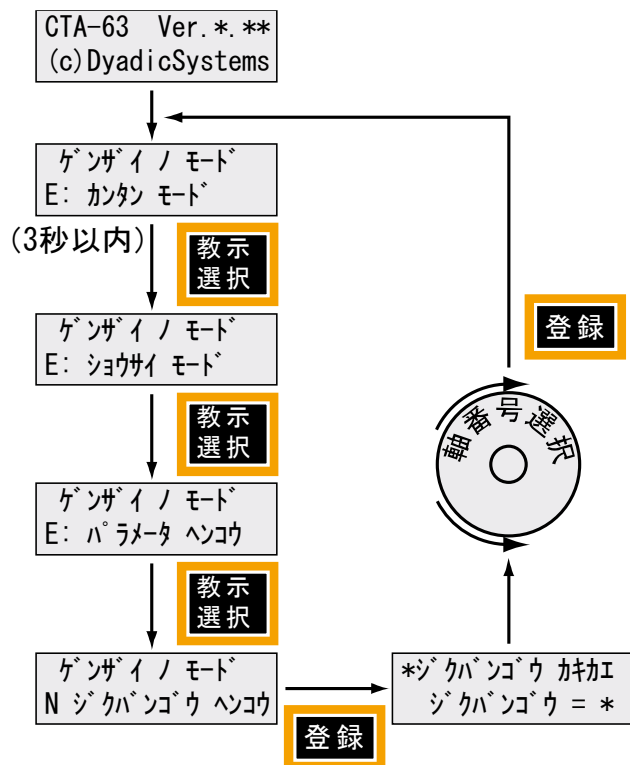 CTA-63 Ver.*.**
(c)DyadicSystems
ゲンザイ ノ モード
E: カンタン モード
(3秒以内)
教示
選択
ゲンザイ ノ モード
E: ショウサイ モード
教示
選択
ゲンザイ ノ モード
E: パラメータ ヘンコウ
教示
選択
ゲンザイ ノ モード
N ジクバンゴウ ヘンコウ
登録
*ジクバンゴウ カキカエ
ジクバンゴウ = *
軸番号選択
登録